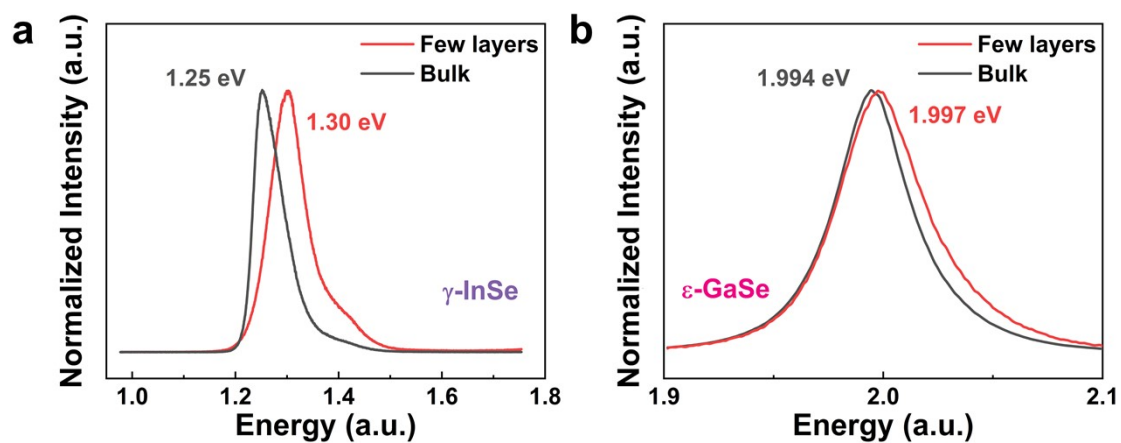 a
Normalized Intensity (a.u.)
Few layers
Bulk
1.25 eV
1.30 eV
γ-InSe
1.0 1.2 1.4 1.6 1.8
Energy (a.u.)
b
Normalized Intensity (a.u.)
Few layers
Bulk
1.994 eV
1.997 eV
ε-GaSe
1.9 2.0 2.1
Energy (a.u.)